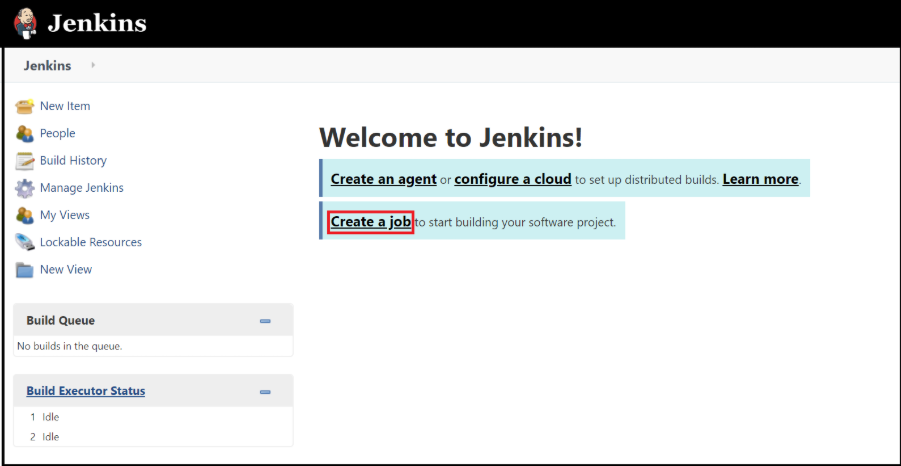 Jenkins
Jenkins
New Item
People
Build History
Manage Jenkins
My Views
Lockable Resources
New View
Build Queue
No builds in the queue.
Build Executor Status
1 Idle
2 Idle
Welcome to Jenkins!
Create an agent or configure a cloud to set up distributed builds. Learn more.
Create a job to start building your software project.